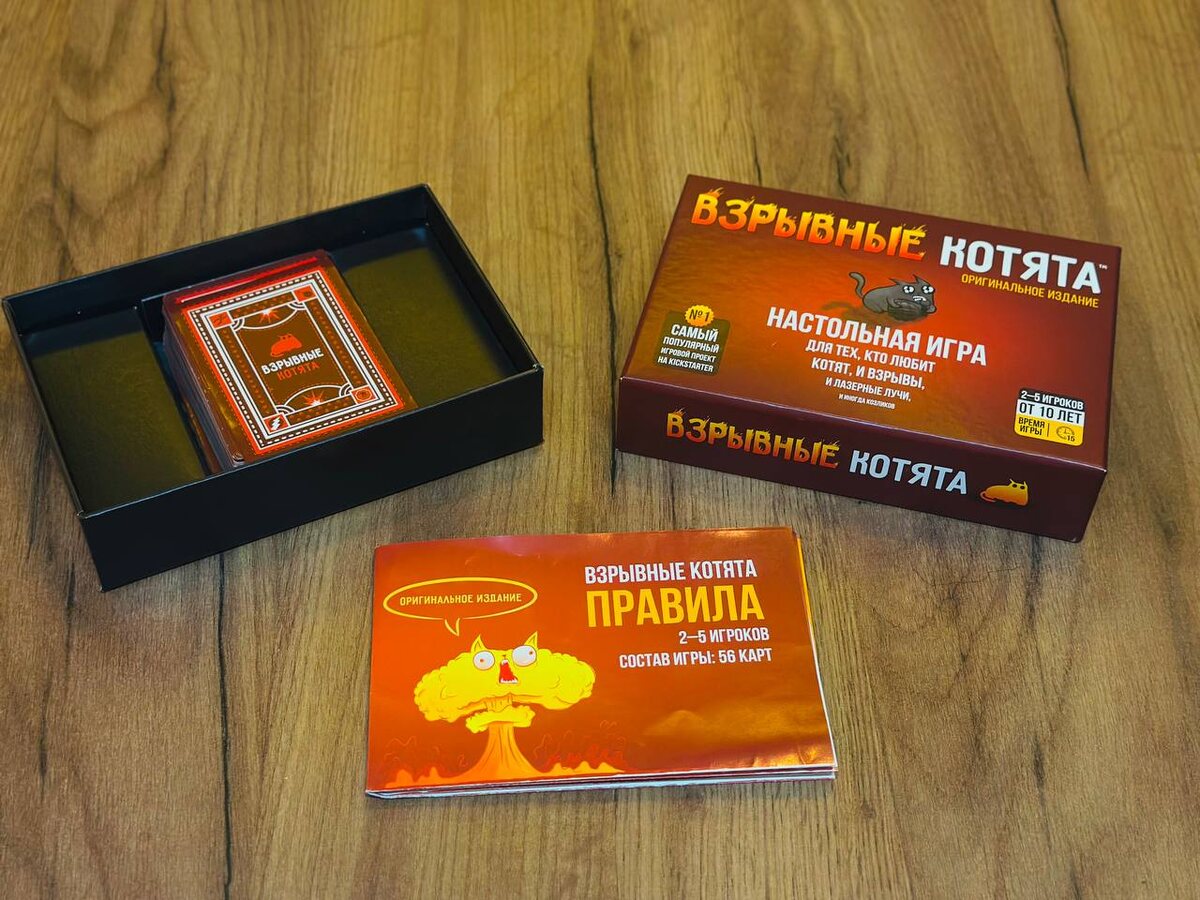 ВЗРЫВНЫЕ
КОТЯТА
ВЗРЫВНЫЕ КОТЯТА™
ОРИГИНАЛЬНОЕ ИЗДАНИЕ
№1
САМЫЙ
ПОПУЛЯРНЫЙ
ИГРОВОЙ ПРОЕКТ
НА KICKSTARTER
НАСТОЛЬНАЯ ИГРА
ДЛЯ ТЕХ, КТО ЛЮБИТ
КОТЯТ, И ВЗРЫВЫ,
И ЛАЗЕРНЫЕ ЛУЧИ,
И ИНОГДА КОЗЛИКОВ
2–5 ИГРОКОВ
ОТ 10 ЛЕТ
ВРЕМЯ
ИГРЫ
15
ВЗРЫВНЫЕ КОТЯТА
ОРИГИНАЛЬНОЕ ИЗДАНИЕ
ВЗРЫВНЫЕ КОТЯТА
ПРАВИЛА
2–5 ИГРОКОВ
СОСТАВ ИГРЫ: 56 КАРТ